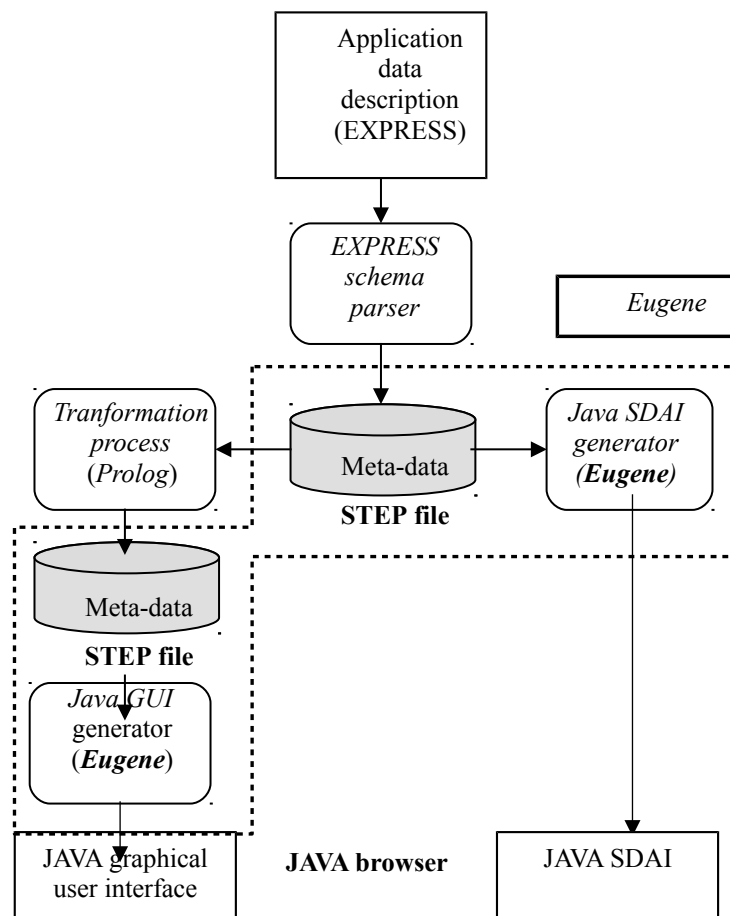 Application
data
description
(EXPRESS)
EXPRESS
schema
parser
Eugene
Tranformation
process
(Prolog)
Meta-data
STEP file
Java SDAI
generator
(Eugene)
Meta-data
STEP file
Java GUI
generator
(Eugene)
JAVA graphical
user interface
JAVA browser
JAVA SDAI